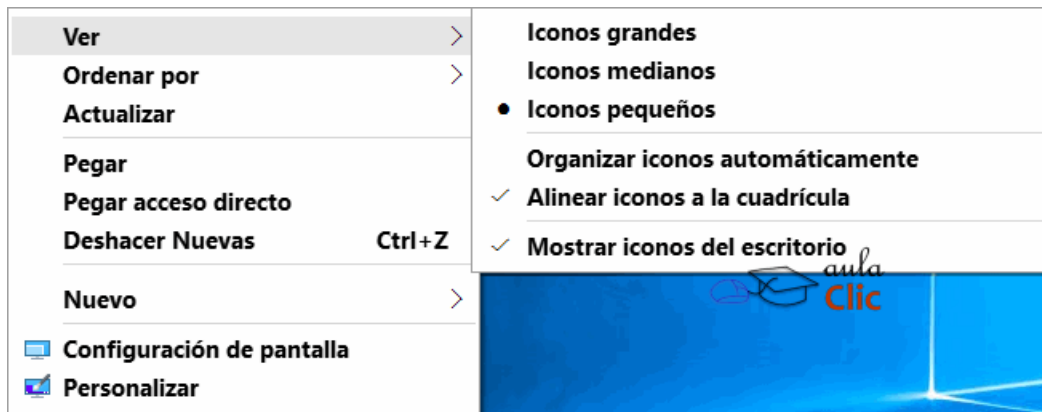 Ver
Ordenar por
Actualizar
Pegar
Pegar acceso directo
Deshacer Nuevas Ctrl+Z
Nuevo
Configuración de pantalla
Personalizar
Iconos grandes
Iconos medianos
Iconos pequeños
Organizar iconos automáticamente
Alinear iconos a la cuadrícula
Mostrar iconos del escritorio
aula
Clic